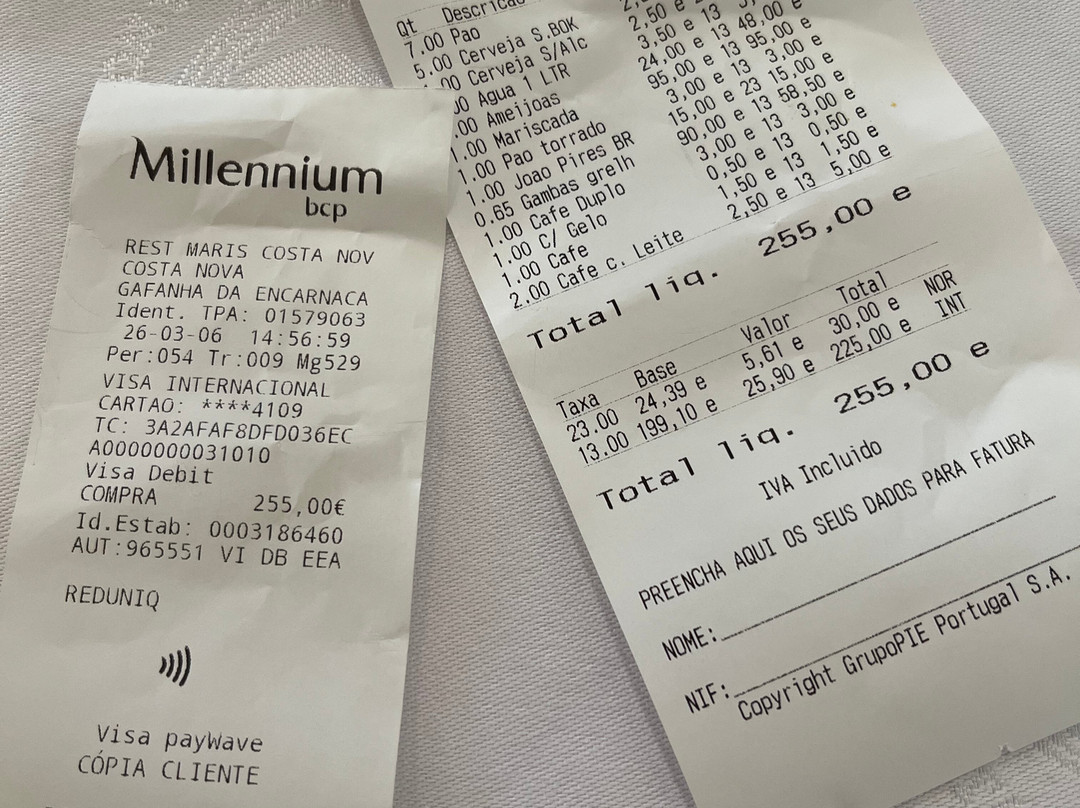 Millennium
bcp
REST MARIS COSTA NOV
COSTA NOVA
GAFANHA DA ENCARNACA
Ident. TPA: 01579063
26-03-06 14:56:59
Per:054 Tr:009 Mg529
VISA INTERNACIONAL
CARTAO: ****4109
TC: 3A2AFAF8DFD036EC
A0000000031010
Visa Debit
COMPRA 255,00€
Id.Estab: 0003186460
AUT:965551 VI DB EEA
REDUNIQ
Visa payWave
CÓPIA CLIENTE
Qt Descricao
7.00 Pao
5.00 Cerveja S.BOK
.00 Cerveja S/Alc 2,50 e 13
00 Agua 1 LTR 3,50 e 13
.00 Ameijoas 24,00 e 13 48,00 e
1.00 Mariscada 95,00 e 13 95,00 e
1.00 Pao torrado 3,00 e 13 3,00 e
1.00 Joao Pires BR 15,00 e 23 15,00 e
0.65 Gambas grelh 90,00 e 13 58,50 e
1.00 Cafe Duplo 3,00 e 13 3,00 e
1.00 C/ Gelo 0,50 e 13 0,50 e
1.00 Cafe 1,50 e 13 1,50 e
2.00 Cafe c. Leite 2,50 e 13 5,00 e
Total liq. 255,00 e
Taxa Base Valor Total
23.00 24,39 e 5,61 e 30,00 e NOR
13.00 199,10 e 25,90 e 225,00 e INT
Total liq. 255,00 e
IVA Incluido
PREENCHA AQUI OS SEUS DADOS PARA FATURA
NOME:
NIF:
Copyright GrupoPIE Portugal S.A.